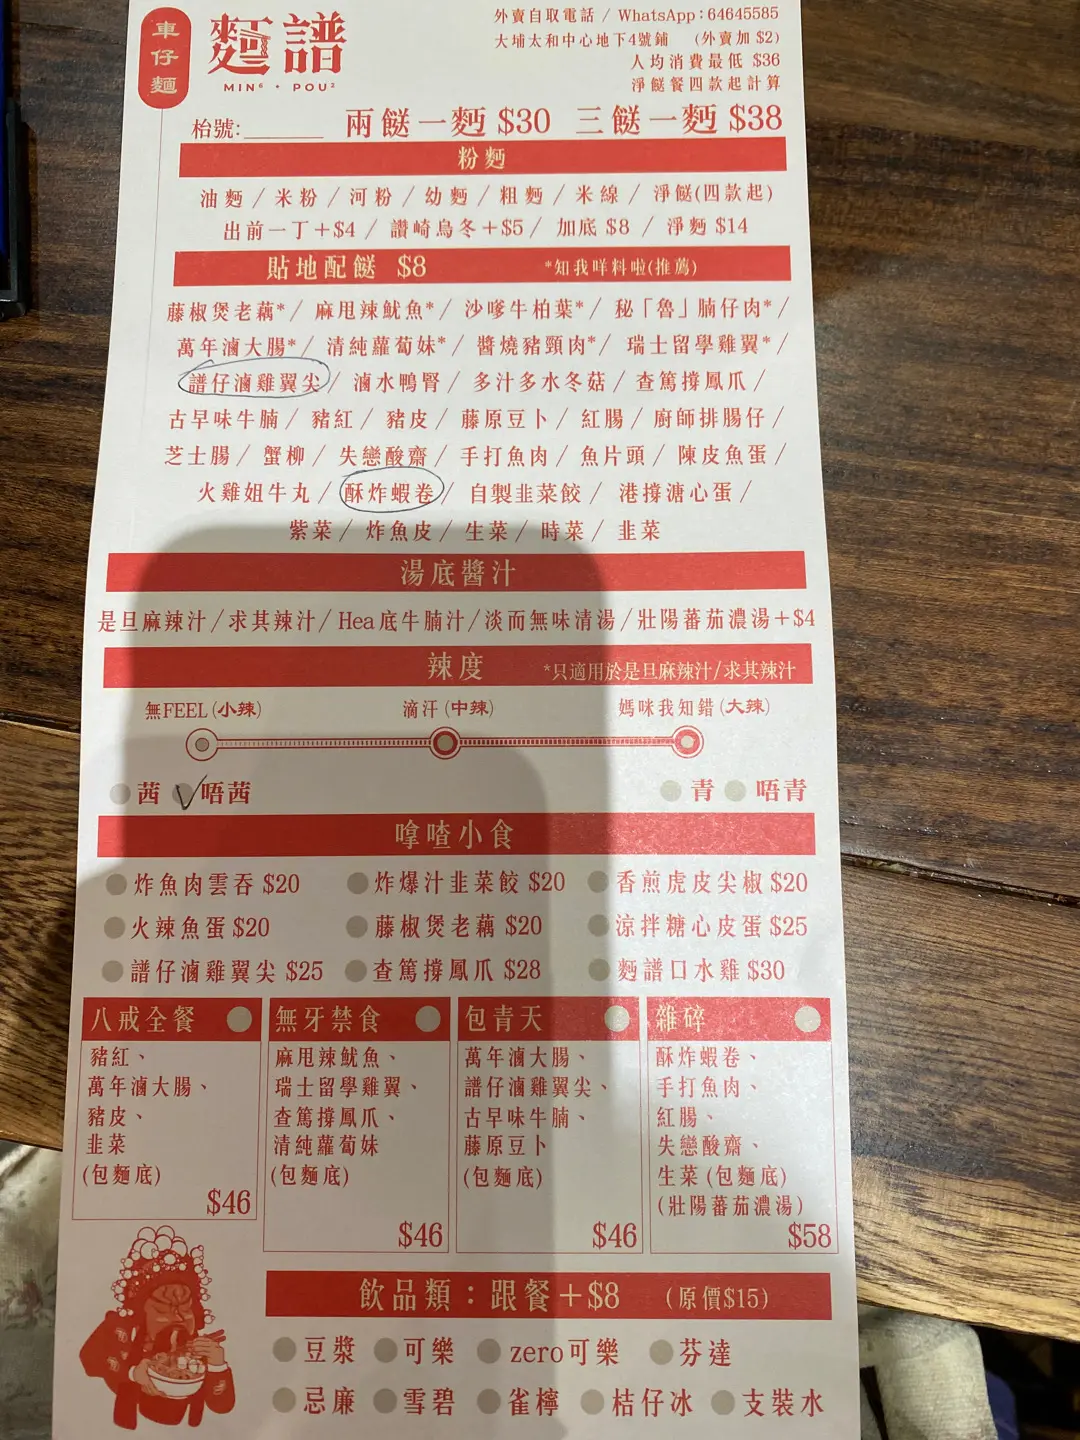 車仔麵
麵譜
MIN⁶・POU²
外賣自取電話 / WhatsApp : 64645585
大埔太和中心地下4號鋪 (外賣加 $2)
人均消費最低 $36
淨餸餐四款起計算
枱號:______ 兩餸一麪 $30 三餸一麪 $38
粉麪
油麪 / 米粉 / 河粉 / 幼麪 / 粗麪 / 米線 / 淨餸(四款起)
出前一丁+$4 / 讚崎烏冬+$5 / 加底 $8 / 淨麪 $14
貼地配餸 $8 *知我咩料啦(推薦)
藤椒煲老藕* / 麻甩辣魷魚* / 沙嗲牛柏葉* / 秘「魯」腩仔肉* /
萬年滷大腸* / 清純蘿蔔妹* / 醬燒豬頸肉* / 瑞士留學雞翼* /
譜仔滷雞翼尖 / 滷水鴨腎 / 多汁多水冬菇 / 查篤撐鳳爪 /
古早味牛腩 / 豬紅 / 豬皮 / 藤原豆卜 / 紅腸 / 廚師排腸仔 /
芝士腸 / 蟹柳 / 失戀酸齋 / 手打魚肉 / 魚片頭 / 陳皮魚蛋 /
火雞姐牛丸 / 酥炸蝦卷 / 自製韭菜餃 / 港撐溏心蛋 /
紫菜 / 炸魚皮 / 生菜 / 時菜 / 韭菜
湯底醬汁
是旦麻辣汁 / 求其辣汁 / Hea 底牛腩汁 / 淡而無味清湯 / 壯陽蕃茄濃湯+$4
辣度 *只適用於是旦麻辣汁/求其辣汁
無FEEL (小辣) 滴汗 (中辣) 媽咪我知錯 (大辣)
茜 唔茜 青 唔青
嗱喳小食
炸魚肉雲吞 $20 炸爆汁韭菜餃 $20 香煎虎皮尖椒 $20
火辣魚蛋 $20 藤椒煲老藕 $20 涼拌糖心皮蛋 $25
譜仔滷雞翼尖 $25 查篤撐鳳爪 $28 麪譜口水雞 $30
八戒全餐
豬紅、
萬年滷大腸、
豬皮、
韭菜
(包麵底)
$46
無牙禁食
麻甩辣魷魚、
瑞士留學雞翼、
查篤撐鳳爪、
清純蘿蔔妹
(包麵底)
$46
包青天
萬年滷大腸、
譜仔滷雞翼尖、
古早味牛腩、
藤原豆卜
(包麵底)
$46
雜碎
酥炸蝦卷、
手打魚肉、
紅腸、
失戀酸齋、
生菜 (包麵底)
(壯陽蕃茄濃湯)
$58
飲品類：跟餐+$8 (原價$15)
豆漿 可樂 zero可樂 芬達
忌廉 雪碧 雀檸 桔仔冰 支裝水